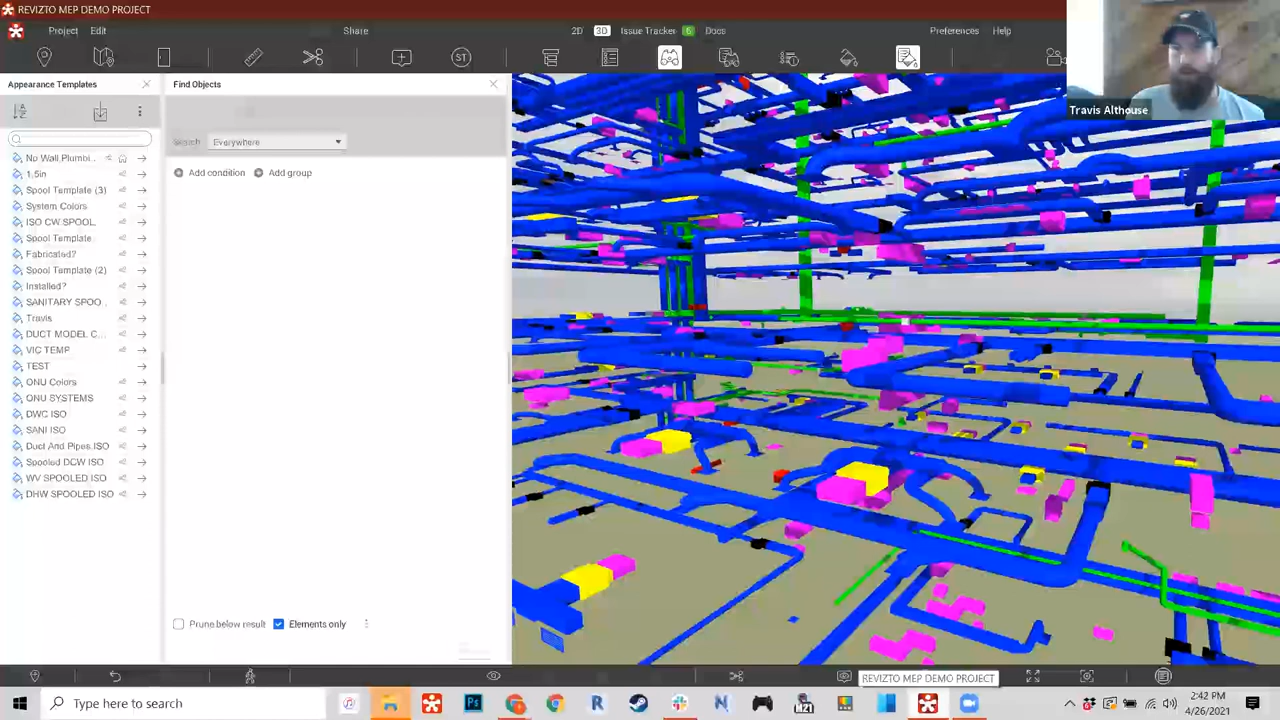 REVIZTO MEP DEMO PROJECT
Project Edit Share 2D 3D Issue Tracker 6 Docs Preferences Help
ST
Travis Althouse
Appearance Templates
Find Objects
Search Everywhere
Add condition Add group
No Wall Plumbi..
1.5in
Spool Template (3)
System Colors
ISO CW SPOOL
Spool Template
Fabricated?
Spool Template (2)
Installed?
SANITARY SPOO..
Travis
DUCT MODEL C...
VIC TEMP
TEST
ONU Colors
ONU SYSTEMS
DWC ISO
SANI ISO
Duct And Pipes ISO
Spooled DCW ISO
WV SPOOLED ISO
DHW SPOOLED ISO
Prune below result Elements only
REVIZTO MEP DEMO PROJECT
Type here to search
2:42 PM
4/26/2021